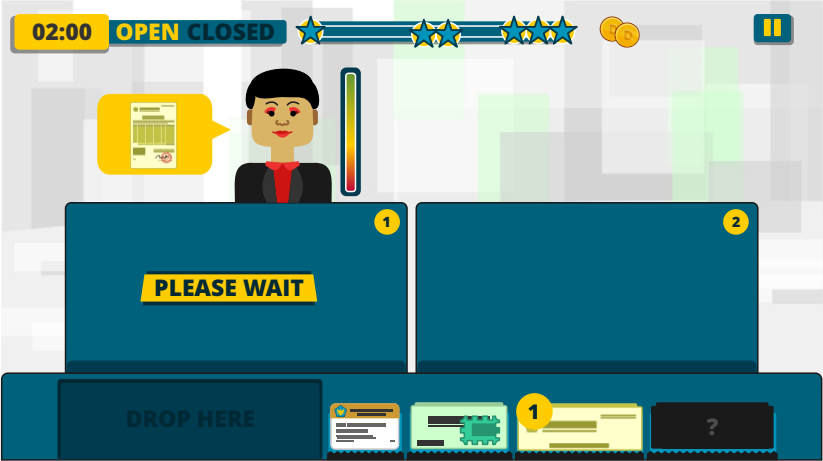 02:00 OPEN CLOSED
1
2
PLEASE WAIT
DROP HERE
1
?